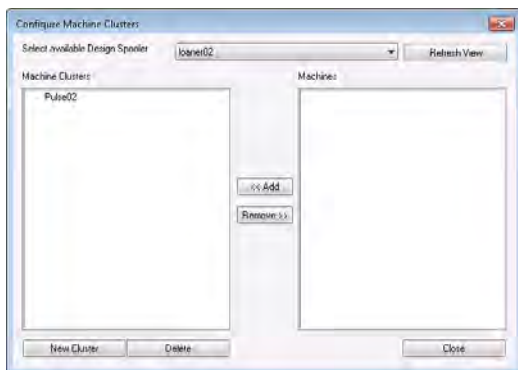 Configure Machine Clusters
Select available Design Spooler
loaner02
Refresh View
Machine Clusters
Machines
Pulse02
<< Add
Remove >>
New Cluster
Delete
Close